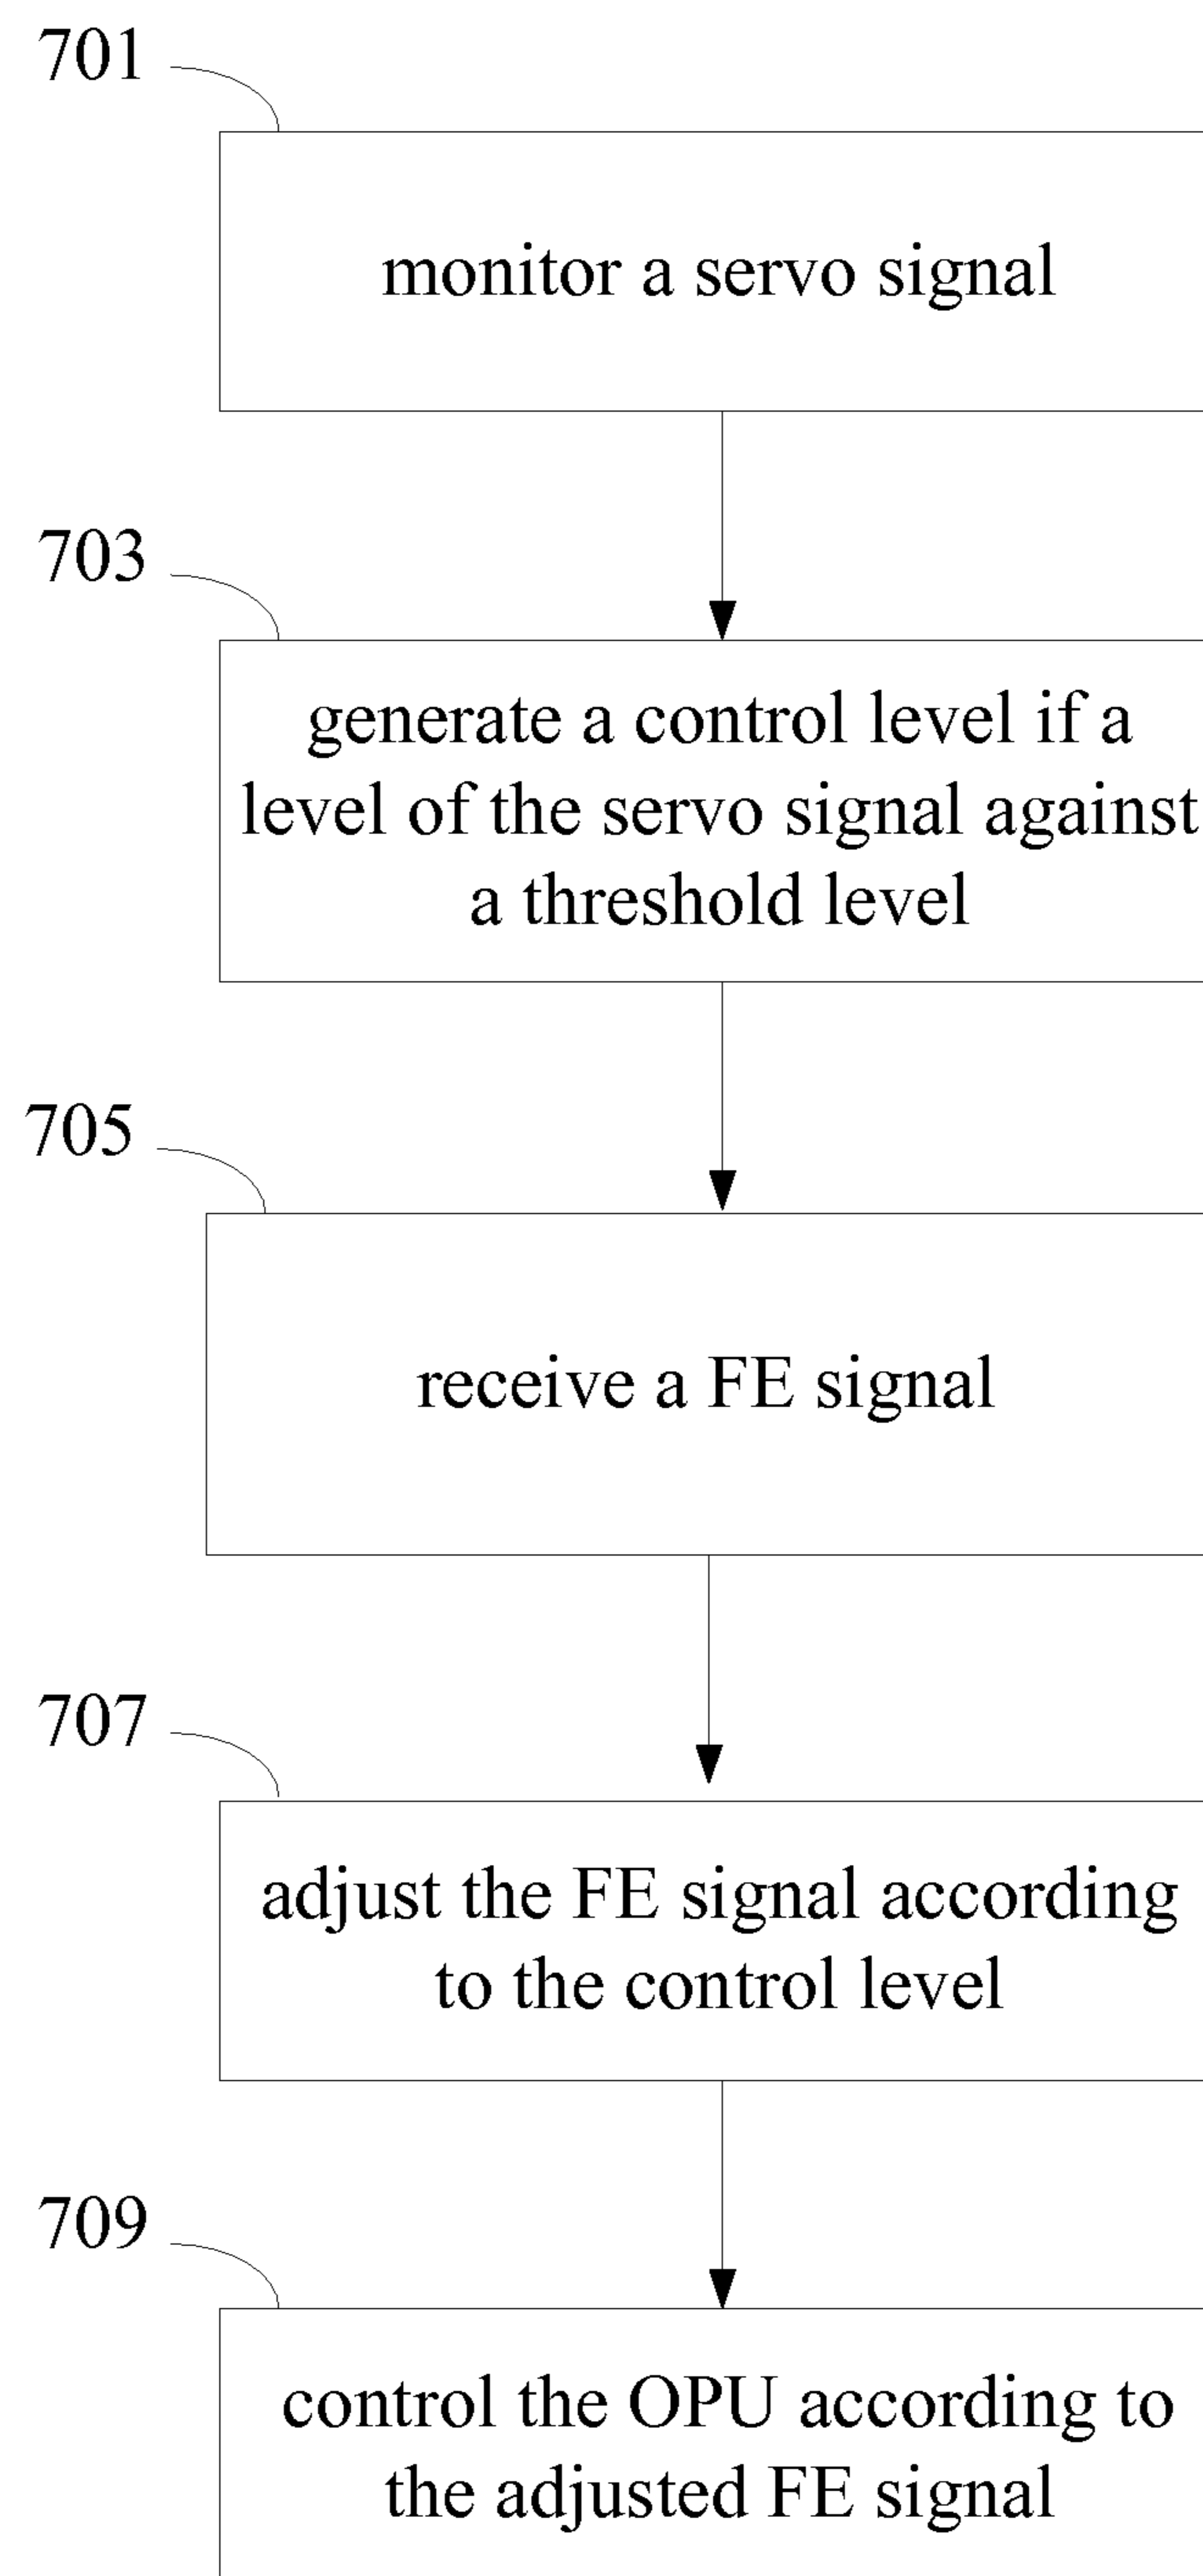 701
monitor a servo signal
703
generate a control level if a
level of the servo signal against
a threshold level
705
receive a FE signal
707
adjust the FE signal according
to the control level
709
control the OPU according to
the adjusted FE signal